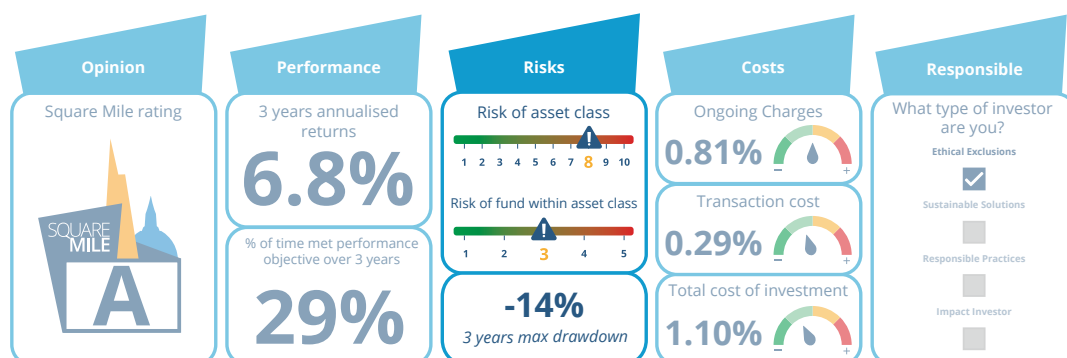 Opinion
Square Mile rating
SQUARE
MILE
A
Performance
3 years annualised
returns
6.8%
% of time met performance
objective over 3 years
29%
Risks
Risk of asset class
!
1 2 3 4 5 6 7 8 9 10
Risk of fund within asset class
!
1 2 3 4 5
-14%
3 years max drawdown
Costs
Ongoing Charges
0.81%
− +
Transaction cost
0.29%
− +
Total cost of investment
1.10%
− +
Responsible
What type of investor
are you?
Ethical Exclusions
Sustainable Solutions
Responsible Practices
Impact Investor